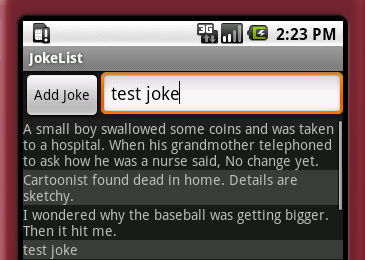 3G
2:23 PM
JokeList
Add Joke
test joke
A small boy swallowed some coins and was taken
to a hospital. When his grandmother telephoned
to ask how he was a nurse said, No change yet.
Cartoonist found dead in home. Details are
sketchy.
I wondered why the baseball was getting bigger.
Then it hit me.
test joke